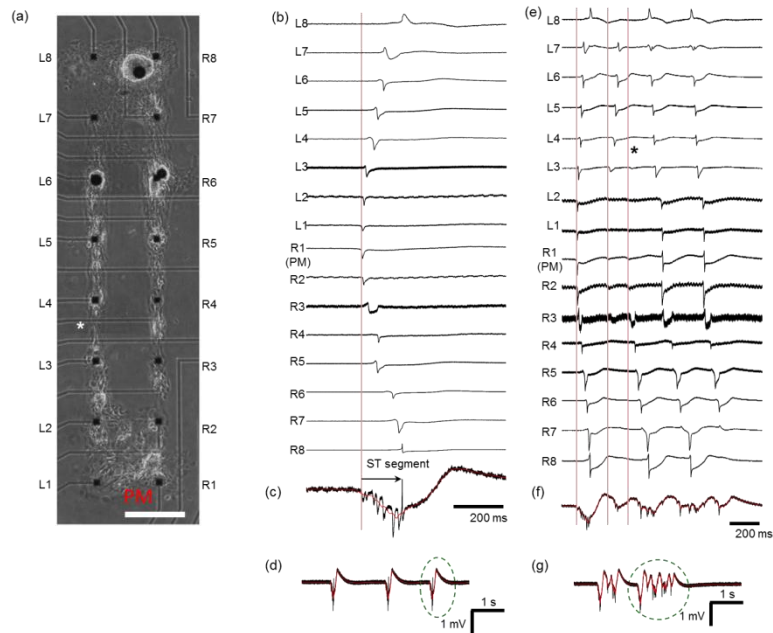 (a)
L8
R8
L7
R7
L6
R6
L5
R5
L4
R4
*
L3
R3
L2
R2
L1
R1
PM
(b)
L8
L7
L6
L5
L4
L3
L2
L1
R1
(PM)
R2
R3
R4
R5
R6
R7
R8
ST segment
(c)
200 ms
(d)
1 s
1 mV
(e)
L8
L7
L6
L5
L4
*
L3
L2
L1
R1
(PM)
R2
R3
R4
R5
R6
R7
R8
(f)
200 ms
(g)
1 s
1 mV